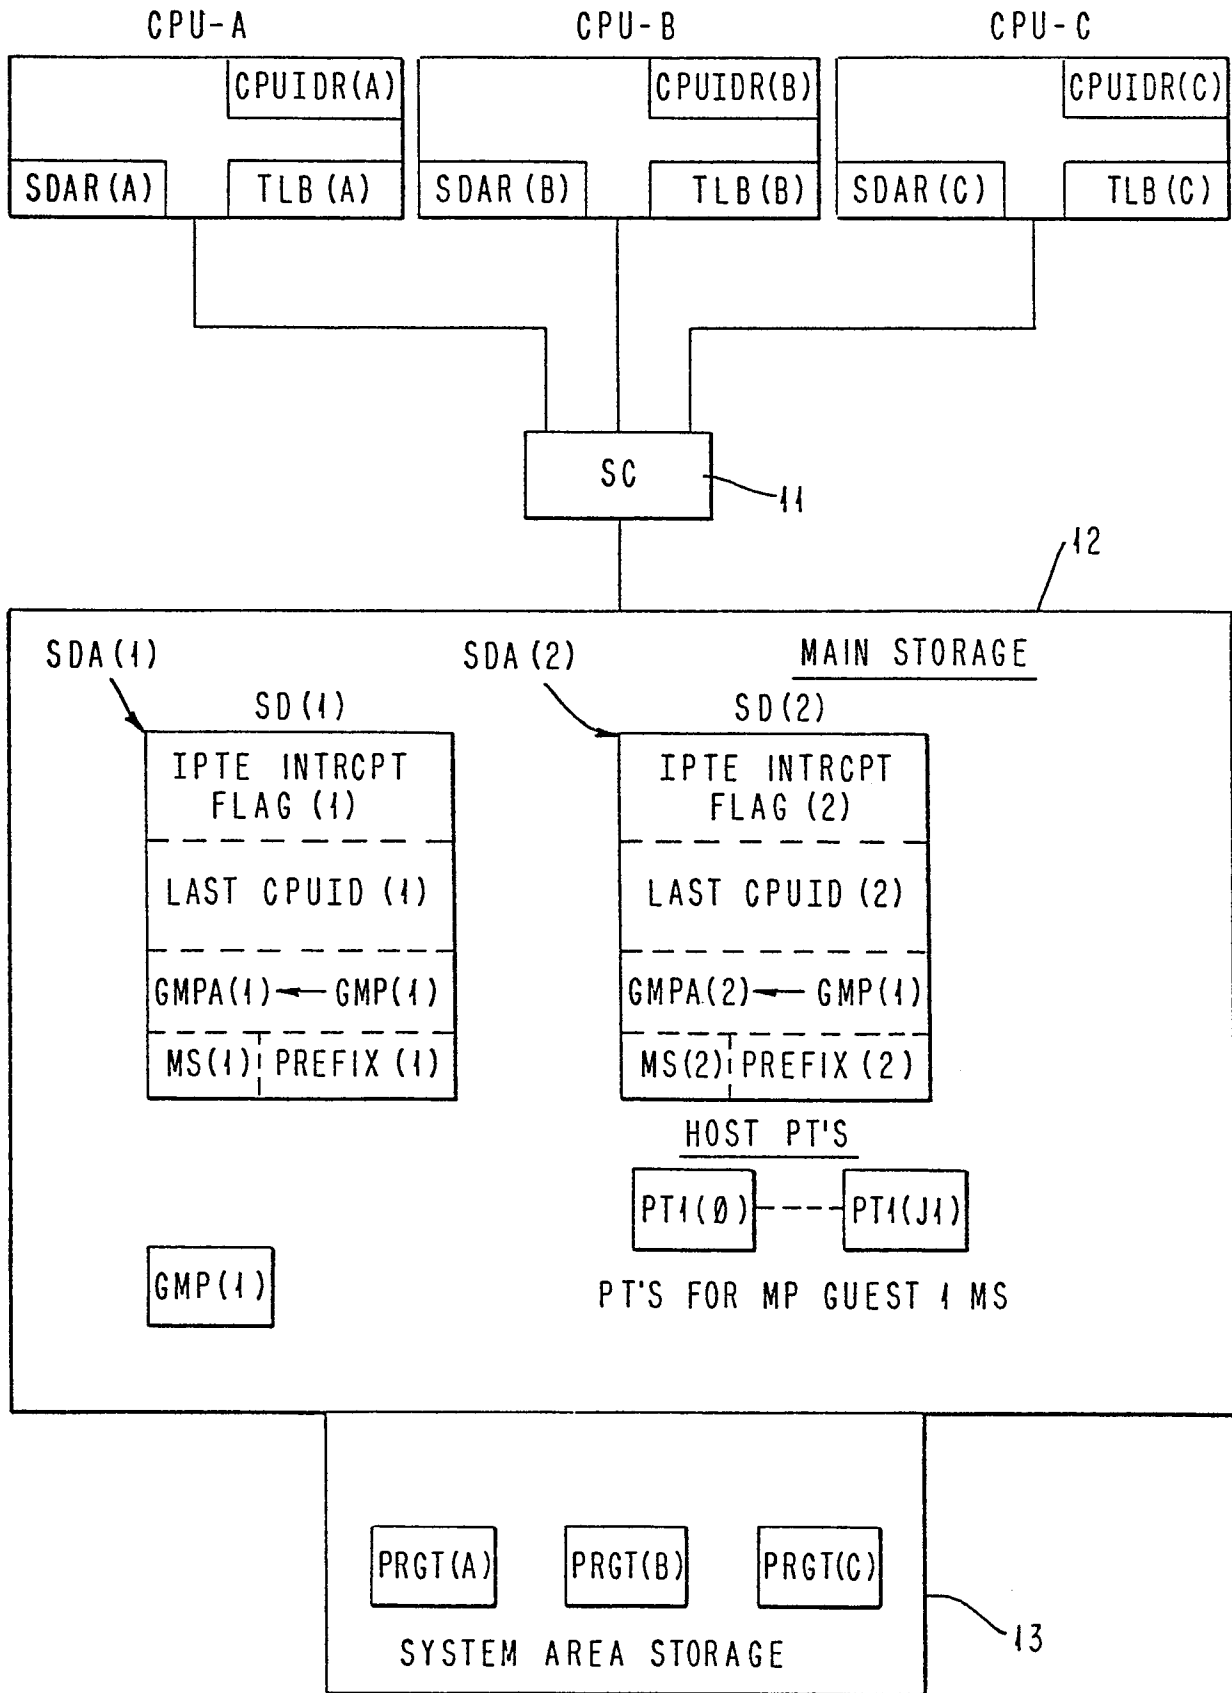 CPU-A CPU-B CPU-C
CPUIDR(A) CPUIDR(B) CPUIDR(C)
SDAR(A) TLB(A) SDAR(B) TLB(B) SDAR(C) TLB(C)
SC
11
12
SDA(1) SDA(2) MAIN STORAGE
SD(1) SD(2)
IPTE INTRCPT
FLAG(1)
LAST CPUID(1)
GMPA(1) GMP(1)
MS(1) PREFIX(1)
IPTE INTRCPT
FLAG(2)
LAST CPUID(2)
GMPA(2) GMP(1)
MS(2) PREFIX(2)
HOST PT'S
PT1(Ø) PT1(J1)
GMP(1)
PT'S FOR MP GUEST 1 MS
PRGT(A) PRGT(B) PRGT(C)
13
SYSTEM AREA STORAGE